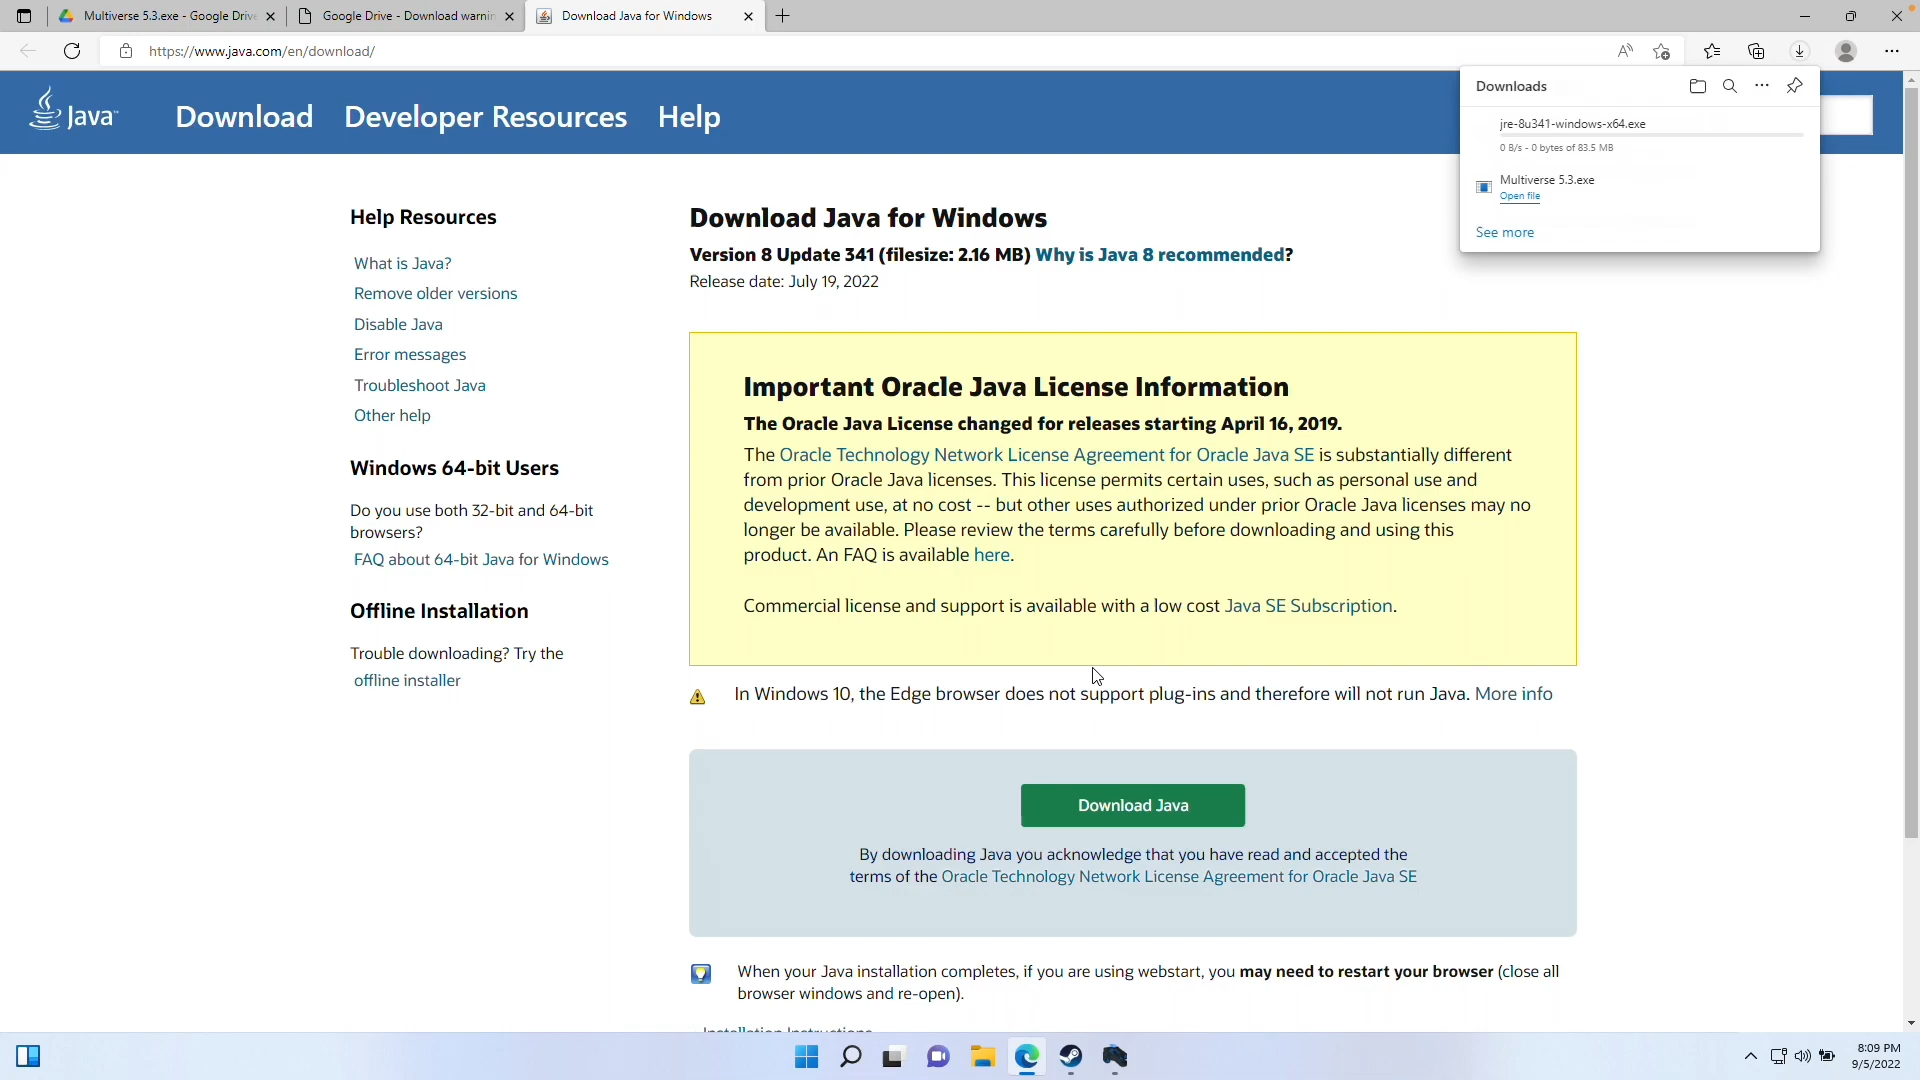 Multiverse 5.3.exe - Google Drive
Google Drive - Download warnin
Download Java for Windows
https://www.java.com/en/download/
Java
Download
Developer Resources
Help
Downloads
jre-8u341-windows-x64.exe
0 B/s - 0 bytes of 83.5 MB
Multiverse 5.3.exe
Open file
See more
Help Resources
What is Java?
Remove older versions
Disable Java
Error messages
Troubleshoot Java
Other help
Windows 64-bit Users
Do you use both 32-bit and 64-bit
browsers?
FAQ about 64-bit Java for Windows
Offline Installation
Trouble downloading? Try the
offline installer
Download Java for Windows
Version 8 Update 341 (filesize: 2.16 MB) Why is Java 8 recommended?
Release date: July 19, 2022
Important Oracle Java License Information
The Oracle Java License changed for releases starting April 16, 2019.
The Oracle Technology Network License Agreement for Oracle Java SE is substantially different
from prior Oracle Java licenses. This license permits certain uses, such as personal use and
development use, at no cost -- but other uses authorized under prior Oracle Java licenses may no
longer be available. Please review the terms carefully before downloading and using this
product. An FAQ is available here.
Commercial license and support is available with a low cost Java SE Subscription.
In Windows 10, the Edge browser does not support plug-ins and therefore will not run Java. More info
Download Java
By downloading Java you acknowledge that you have read and accepted the
terms of the Oracle Technology Network License Agreement for Oracle Java SE
When your Java installation completes, if you are using webstart, you may need to restart your browser (close all
browser windows and re-open).
Installation Instructions
8:09 PM
9/5/2022